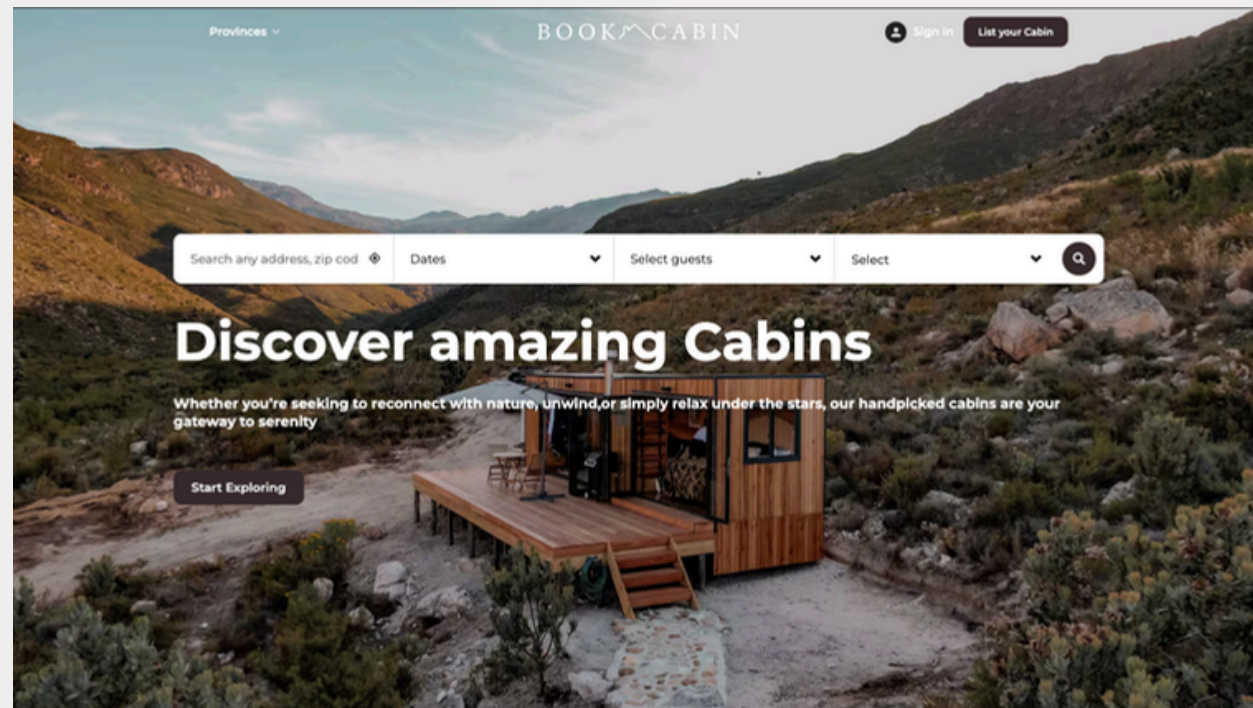 Provinces
BOOK CABIN
Sign in
List your Cabin
Search any address, zip cod
Dates
Select guests
Select
Discover amazing Cabins
Whether you're seeking to reconnect with nature, unwind,or simply relax under the stars, our handpicked cabins are your
gateway to serenity
Start Exploring